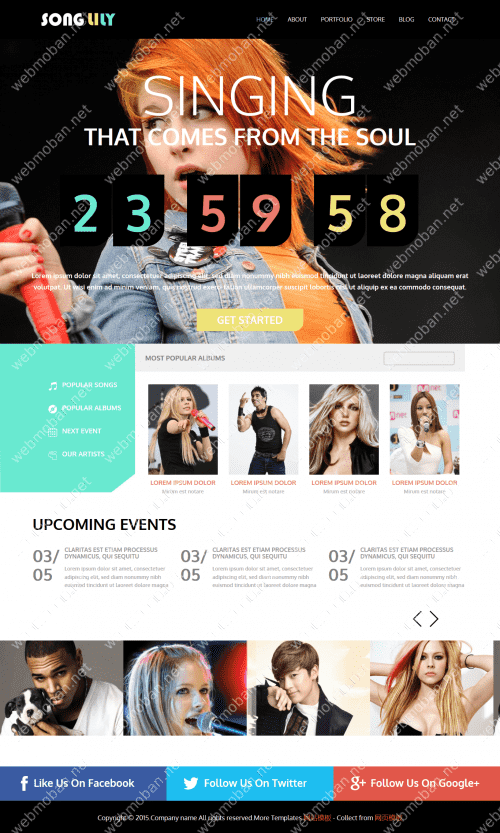 SONG LILY
HOME ABOUT PORTFOLIO STORE BLOG CONTACT
SINGING
THAT COMES FROM THE SOUL
23 59 58
Lorem ipsum dolor sit amet, consectetuer adipiscing elit, sed diam nonummy nibh euismod tincidunt ut laoreet dolore magna aliquam erat
volutpat. Ut wisi enim ad minim veniam, quis nostrud exerci tation ullamcorper suscipit lobortis nisl ut aliquip ex ea commodo consequat.
GET STARTED
MOST POPULAR ALBUMS
POPULAR SONGS
POPULAR ALBUMS
NEXT EVENT
OUR ARTISTS
LOREM IPSUM DOLOR LOREM IPSUM DOLOR LOREM IPSUM DOLOR LOREM IPSUM DOLOR
Mirum est notare Mirum est notare Mirum est notare Mirum est notare
UPCOMING EVENTS
03/
05
CLARITAS EST ETIAM PROCESSUS
DYNAMICUS, QUI SEQUITU
Lorem ipsum dolor sit amet, consectetuer
adipiscing elit, sed diam nonummy nibh
euismod tincidunt ut laoreet dolore magna
03/
05
CLARITAS EST ETIAM PROCESSUS
DYNAMICUS, QUI SEQUITU
Lorem ipsum dolor sit amet, consectetuer
adipiscing elit, sed diam nonummy nibh
euismod tincidunt ut laoreet dolore magna
03/
05
CLARITAS EST ETIAM PROCESSUS
DYNAMICUS, QUI SEQUITU
Lorem ipsum dolor sit amet, consectetuer
adipiscing elit, sed diam nonummy nibh
euismod tincidunt ut laoreet dolore magna
Like Us On Facebook
Follow Us On Twitter
Follow Us On Google+
Copyright © 2015.Company name All rights reserved.More Templates 网站模板 - Collect from 网页模板
webmoban.net